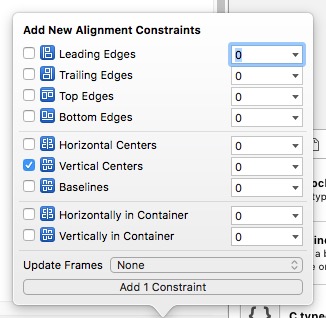 Add New Alignment Constraints
Leading Edges 0
Trailing Edges 0
Top Edges 0
Bottom Edges 0
Horizontal Centers 0
Vertical Centers 0
Baselines 0
Horizontally in Container 0
Vertically in Container 0
Update Frames None
Add 1 Constraint
{ } C type